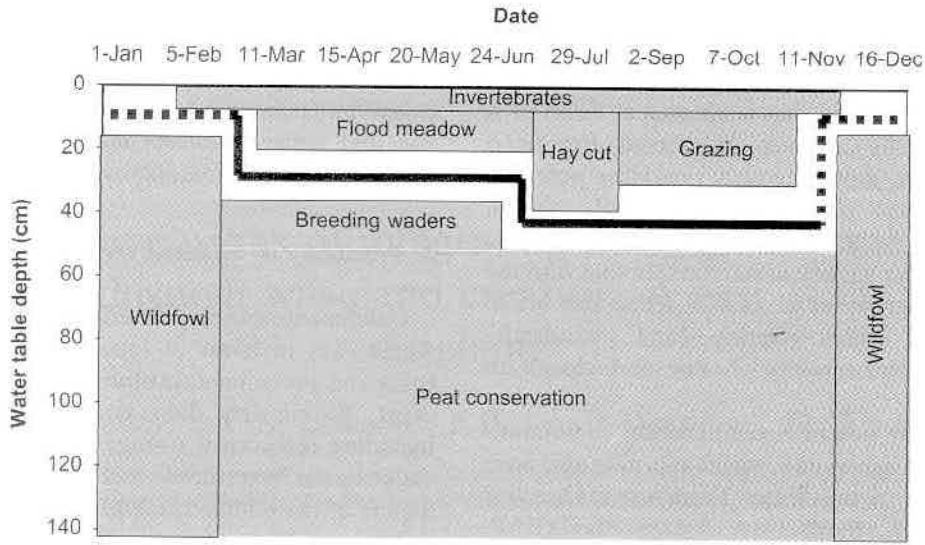 Date
1-Jan 5-Feb 11-Mar 15-Apr 20-May 24-Jun 29-Jul 2-Sep 7-Oct 11-Nov 16-Dec
0
Invertebrates
Flood meadow
Hay cut
Grazing
20
40
Breeding waders
Water table depth (cm)
60
Wildfowl
Wildfowl
80
100
Peat conservation
120
140